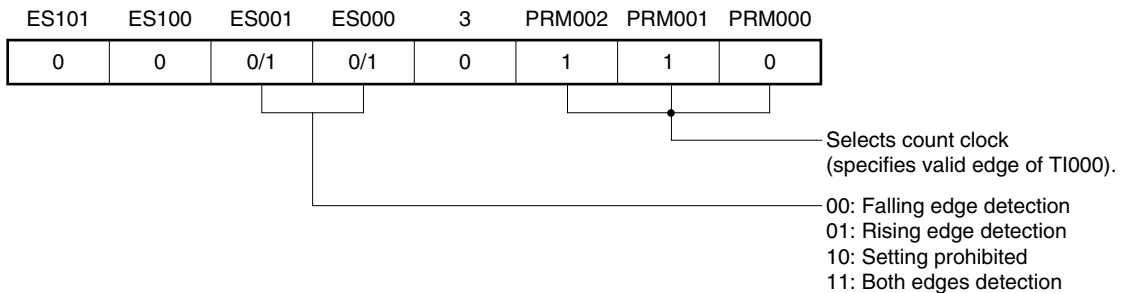 ES101 ES100 ES001 ES000 3 PRM002 PRM001 PRM000
0 0 0/1 0/1 0 1 1 0
Selects count clock
(specifies valid edge of TI000).
00: Falling edge detection
01: Rising edge detection
10: Setting prohibited
11: Both edges detection